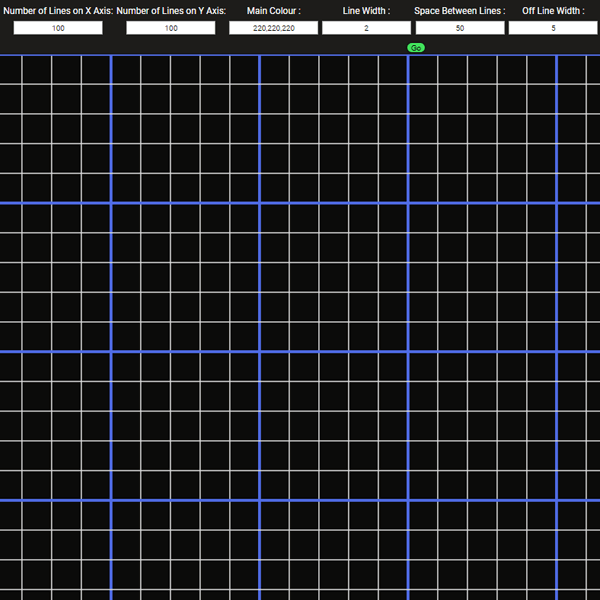 Number of Lines on X Axis: Number of Lines on Y Axis: Main Colour : Line Width : Space Between Lines : Off Line Width :
100 100 220,220,220 2 50 5
Go